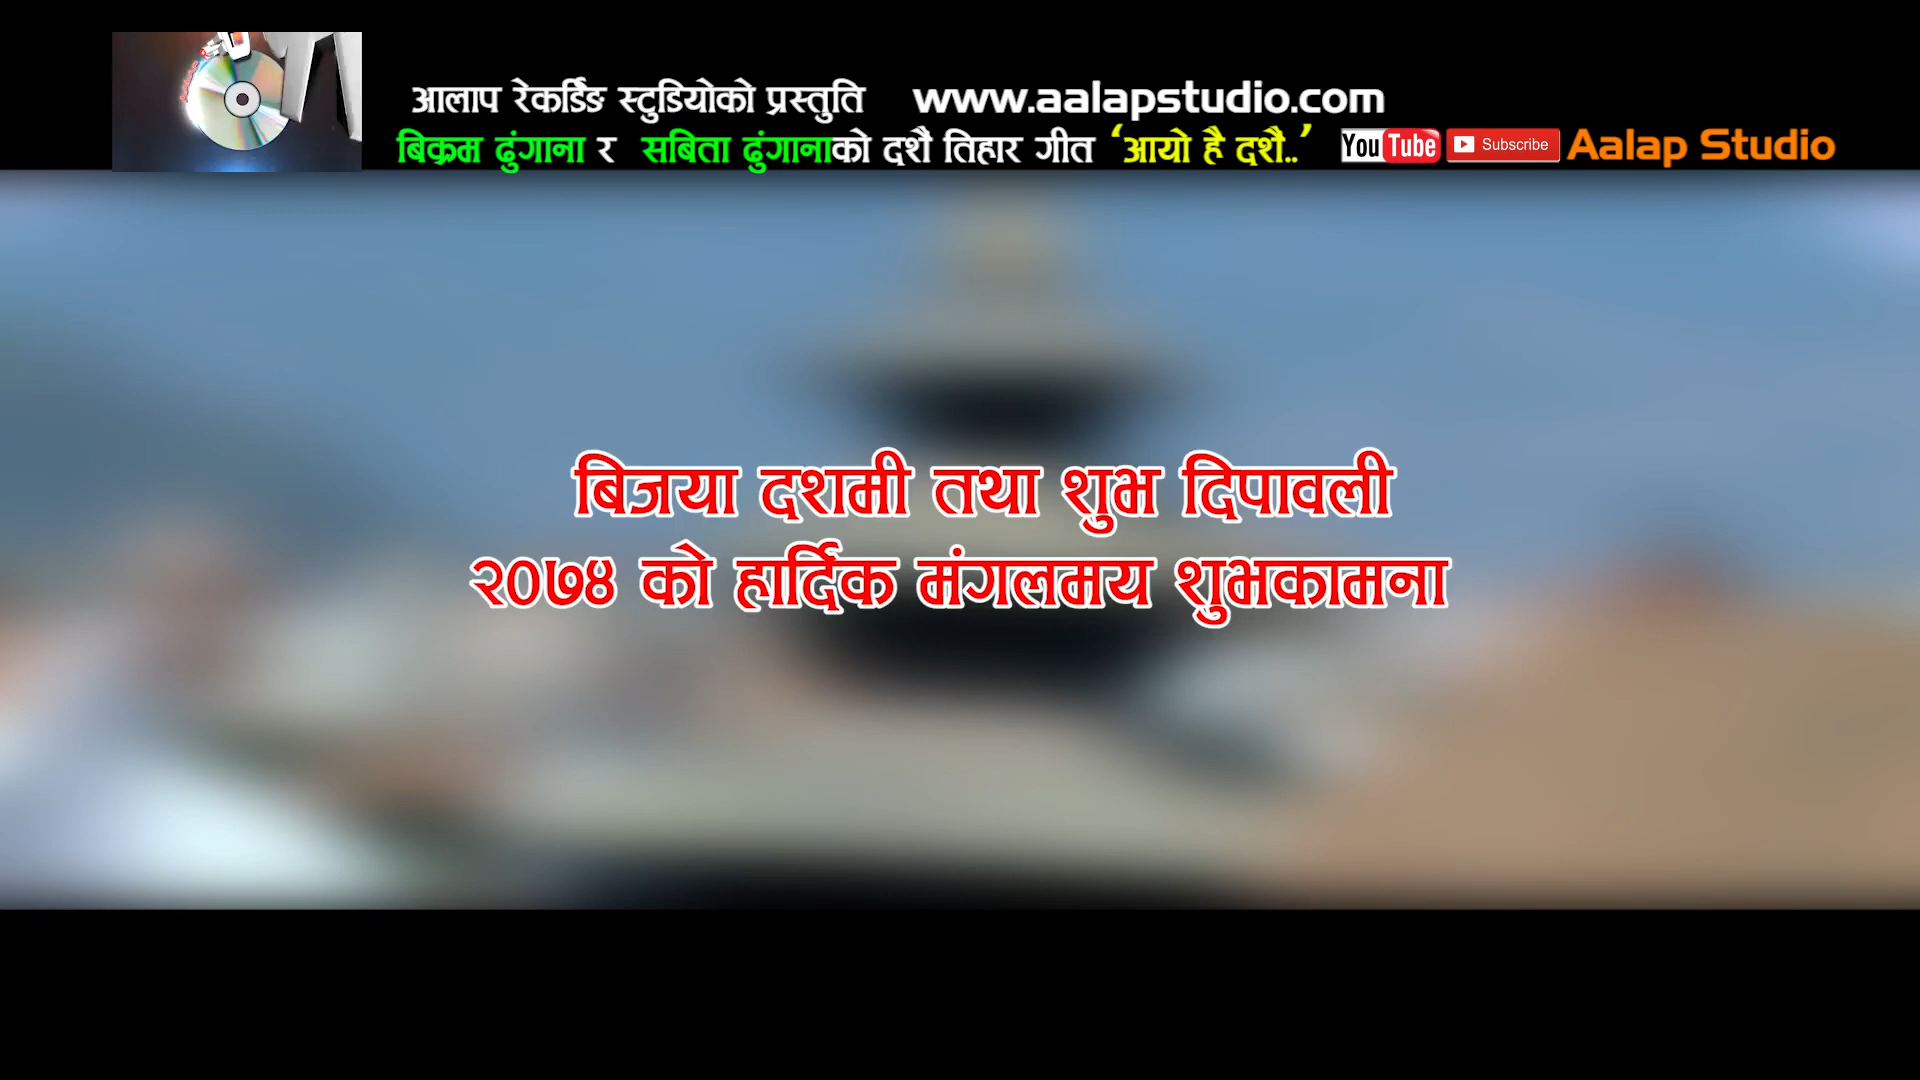 आलाप रेकर्डिङ स्टुडियोको प्रस्तुति www.aalapstudio.com
बिक्रम ढुंगाना र सबिता ढुंगानाको दशै तिहार गीत ‘आयो है दशै..’ YouTube Subscribe Aalap Studio
बिजया दशमी तथा शुभ दिपावली
२०७४ को हार्दिक मंगलमय शुभकामना